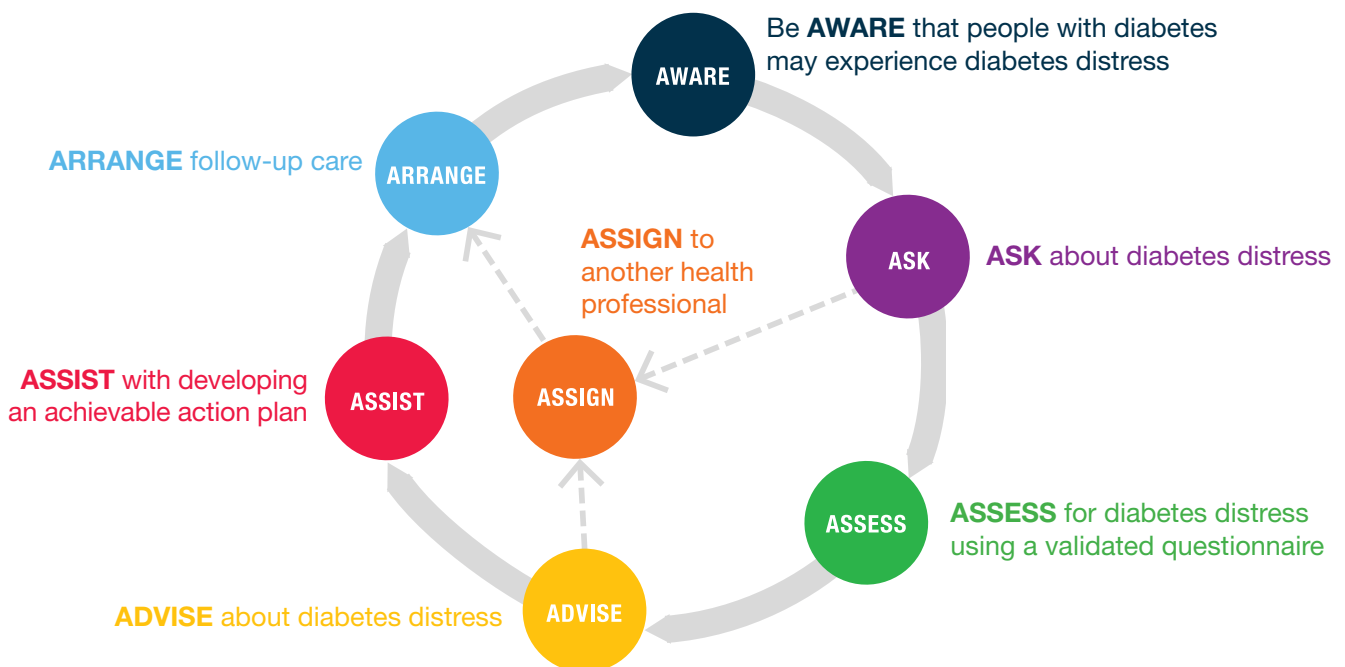 AWARE
Be AWARE that people with diabetes
may experience diabetes distress
ASK
ASK about diabetes distress
ASSESS
ASSESS for diabetes distress
using a validated questionnaire
ADVISE
ADVISE about diabetes distress
ASSIGN
ASSIGN to
another health
professional
ASSIST
ASSIST with developing
an achievable action plan
ARRANGE
ARRANGE follow-up care